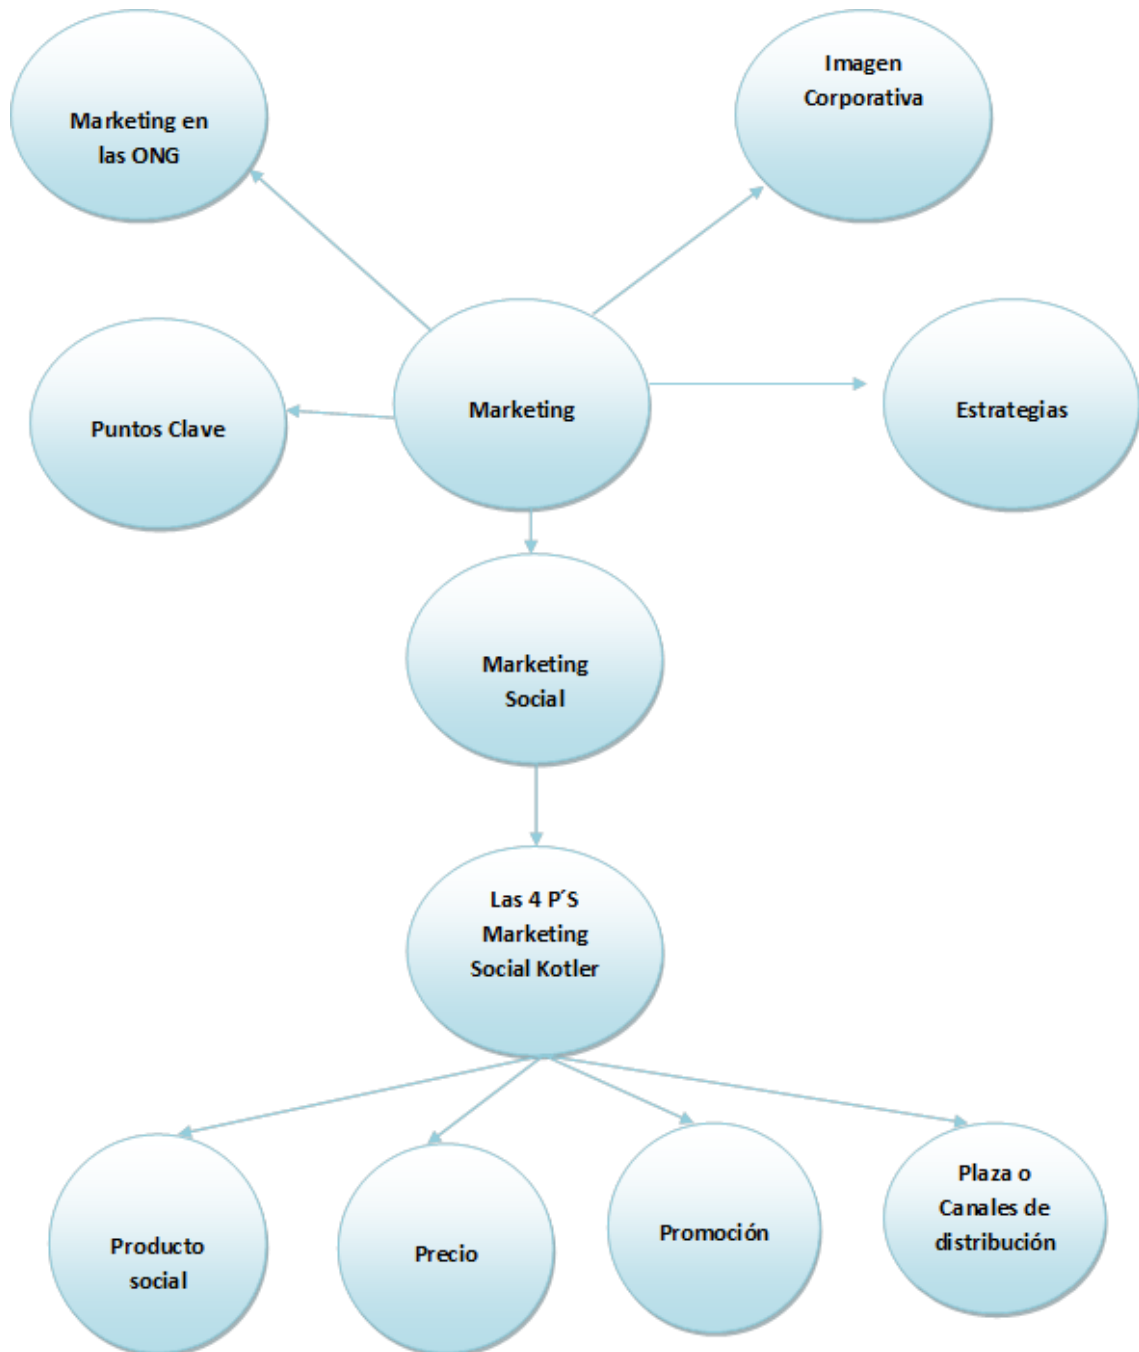 Marketing en
las ONG
Imagen
Corporativa
Puntos Clave
Marketing
Estrategias
Marketing
Social
Las 4 P´S
Marketing
Social Kotler
Producto
social
Precio
Promoción
Plaza o
Canales de
distribución